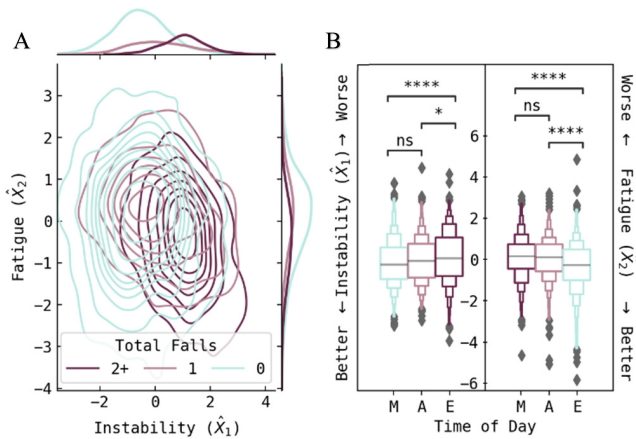 A
Fatigue (X̂₂)
3
2
1
0
−1
−2
−3
−4
Total Falls
2+ 1 0
−2 0 2 4
Instability (X̂₁)
B
Better ← Instability (X̂₁) → Worse
**** ****
ns * ns ****
6
4
2
0
−2
−4
−6
M A E M A E
Time of Day
Worse ← Fatigue (X₂) → Better